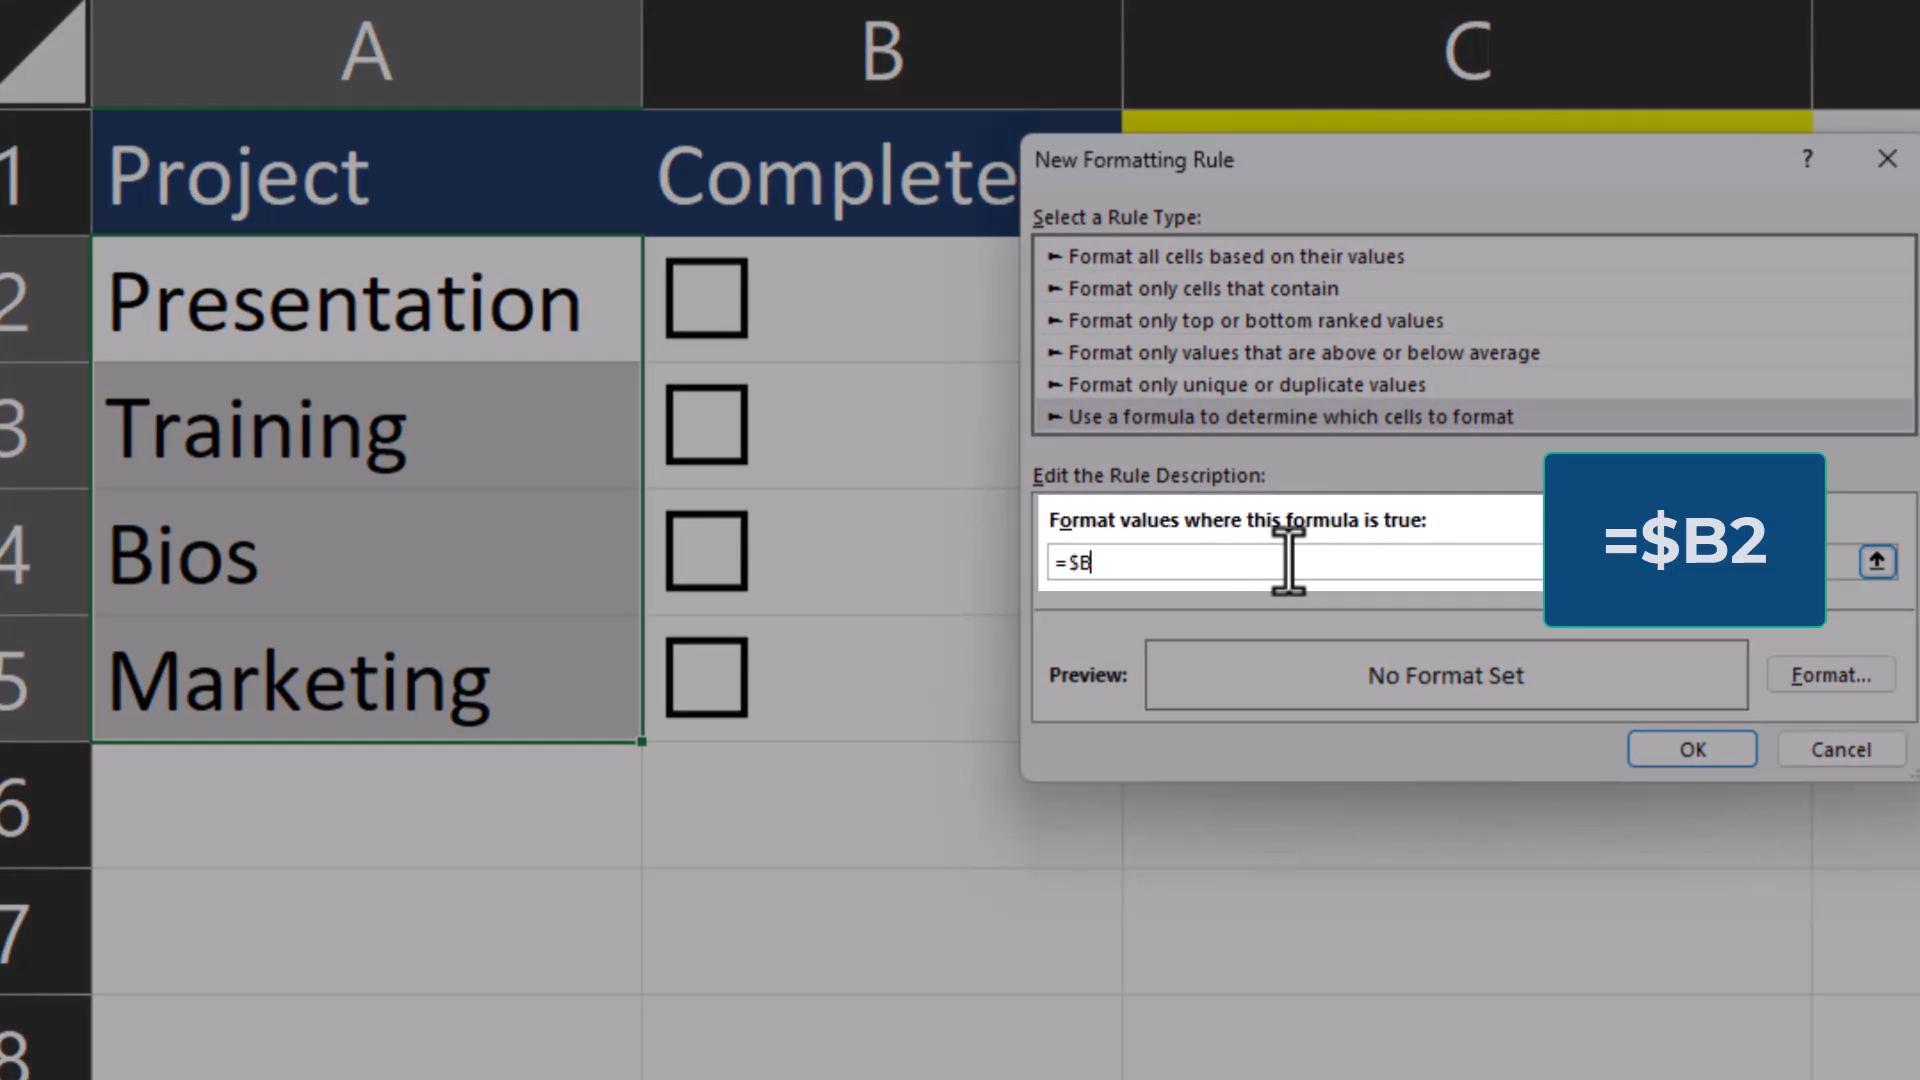 A B C
1 Project Complete
2 Presentation
3 Training
4 Bios
5 Marketing
6
7
8
New Formatting Rule ? ×
Select a Rule Type:
► Format all cells based on their values
► Format only cells that contain
► Format only top or bottom ranked values
► Format only values that are above or below average
► Format only unique or duplicate values
► Use a formula to determine which cells to format
Edit the Rule Description:
Format values where this formula is true:
=$B
=$B2
Preview: No Format Set Format...
OK Cancel